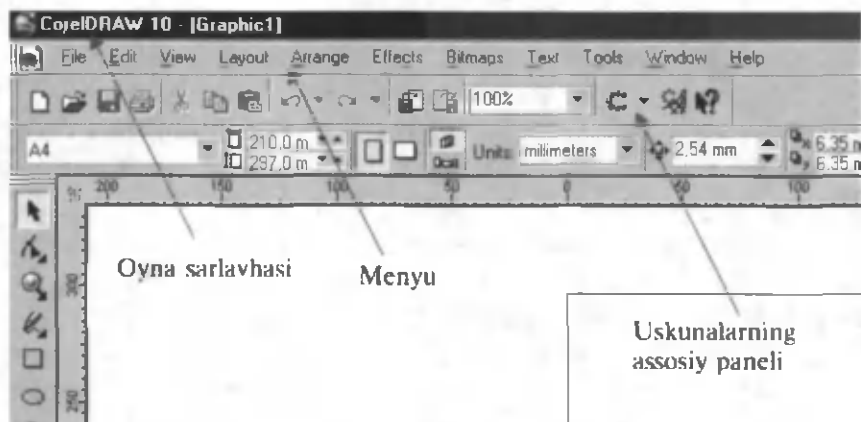 CorelDRAW 10 - [Graphic1]
File Edit View Layout Arrange Effects Bitmaps Text Tools Window Help
100%
A4 210,0 m 297,0 m Units: millimeters 2,54 mm x 6.35 m y 6.35 m
200 150 100 50 0 50 100
Oyna sarlavhasi Menyu
300
Uskunalarning
assosiy paneli
250